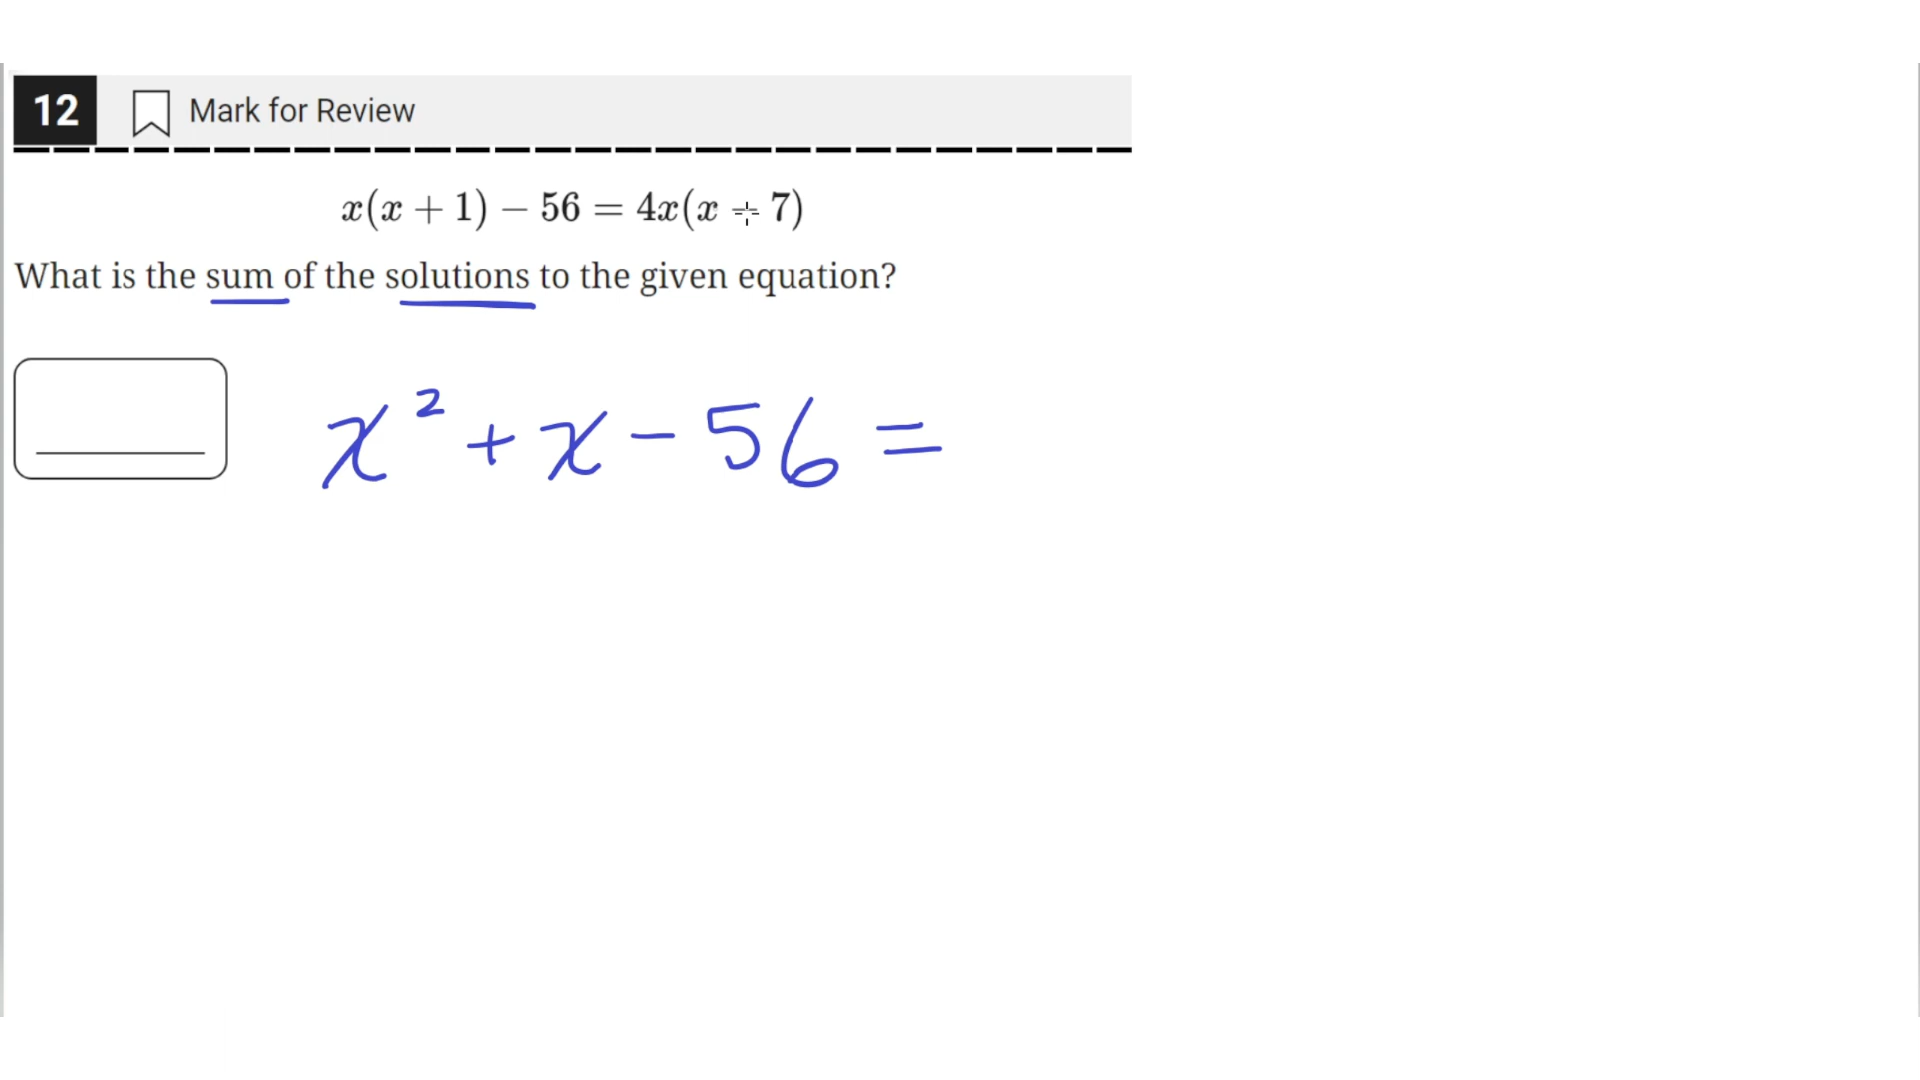 12 Mark for Review
x(x + 1) − 56 = 4x(x − 7)
What is the sum of the solutions to the given equation?
x² + x − 56 =